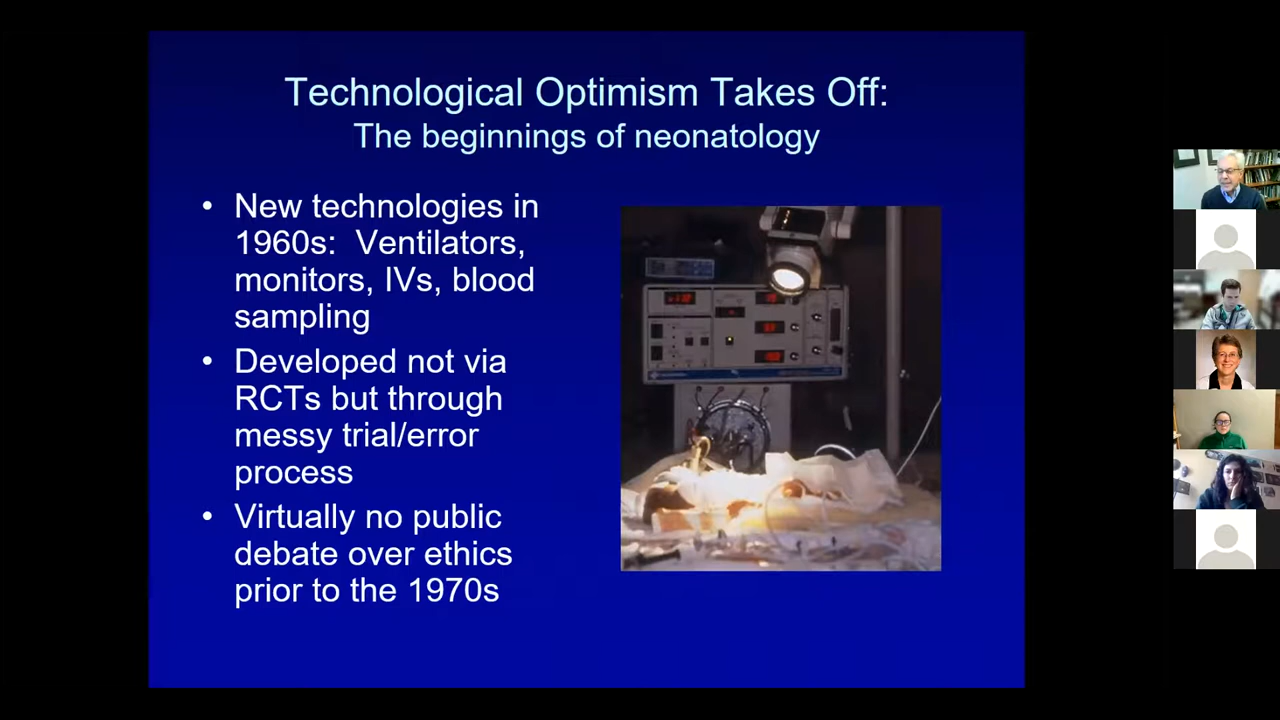 Technological Optimism Takes Off:
The beginnings of neonatology
• New technologies in
1960s: Ventilators,
monitors, IVs, blood
sampling
• Developed not via
RCTs but through
messy trial/error
process
• Virtually no public
debate over ethics
prior to the 1970s